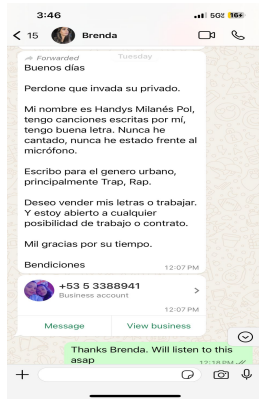 3:46
5G 16+
15 Brenda
Forwarded
Tuesday
Buenos días
Perdone que invada su privado.
Mi nombre es Handys Milanés Pol,
tengo canciones escritas por mí,
tengo buena letra. Nunca he
cantado, nunca he estado frente al
micrófono.
Escribo para el genero urbano,
principalmente Trap, Rap.
Deseo vender mis letras o trabajar.
Y estoy abierto a cualquier
posibilidad de trabajo o contrato.
Mil gracias por su tiempo.
Bendiciones
12:07 PM
+53 5 3388941
Business account
12:07 PM
Message View business
Thanks Brenda. Will listen to this
asap
12:18 PM